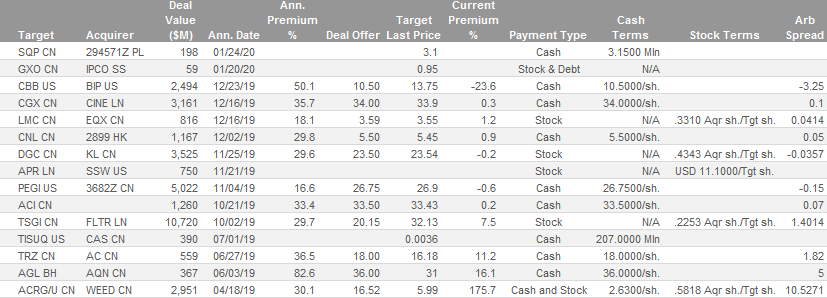 Deal Ann. Target Current
Value Premium Last Premium Cash Arb
Target Acquirer ($M) Ann. Date % Deal Offer Price % Payment Type Terms Stock Terms Spread
SQP CN 294571Z PL 198 01/24/20 3.1 Cash 3.1500 Mln
GXO CN IPCO SS 59 01/20/20 0.95 Stock & Debt N/A
CBB US BIP US 2,494 12/23/19 50.1 10.50 13.75 -23.6 Cash 10.5000/sh. -3.25
CGX CN CINE LN 3,161 12/16/19 35.7 34.00 33.9 0.3 Cash 34.0000/sh. 0.1
LMC CN EQX CN 816 12/16/19 18.1 3.59 3.55 1.2 Stock N/A .3310 Aqr sh./Tgt sh. 0.0414
CNL CN 2899 HK 1,167 12/02/19 29.8 5.50 5.45 0.9 Cash 5.5000/sh. 0.05
DGC CN KL CN 3,525 11/25/19 29.6 23.50 23.54 -0.2 Stock N/A .4343 Aqr sh./Tgt sh. -0.0357
APR LN SSW US 750 11/21/19 Stock N/A USD 11.1000/Tgt sh.
PEGI US 3682Z CN 5,022 11/04/19 16.6 26.75 26.9 -0.6 Cash 26.7500/sh. -0.15
ACI CN 1,260 10/21/19 33.4 33.50 33.43 0.2 Cash 33.5000/sh. 0.07
TSGI CN FLTR LN 10,720 10/02/19 29.7 20.15 32.13 7.5 Stock N/A .2253 Aqr sh./Tgt sh. 1.4014
TISUQ US CAS CN 390 07/01/19 0.0036 Cash 207.0000 Mln
TRZ CN AC CN 559 06/27/19 36.5 18.00 16.18 11.2 Cash 18.0000/sh. 1.82
AGL BH AQN CN 367 06/03/19 82.6 36.00 31 16.1 Cash 36.0000/sh. 5
ACRG/U CN WEED CN 2,951 04/18/19 30.1 16.52 5.99 175.7 Cash and Stock 2.6300/sh. .5818 Aqr sh./Tgt sh. 10.5271